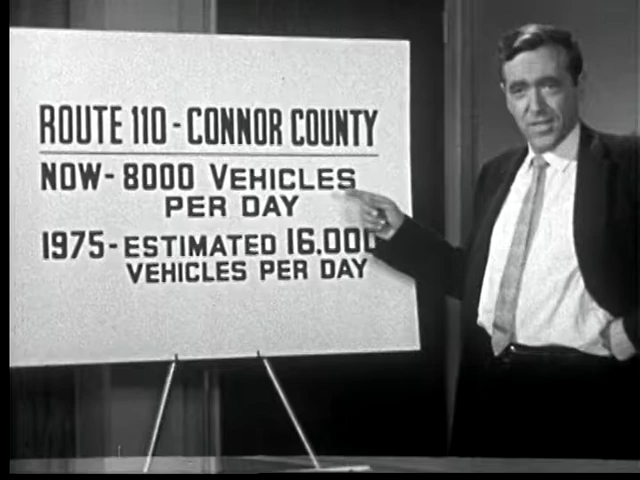 ROUTE 110 - CONNOR COUNTY
NOW - 8000 VEHICLES
PER DAY
1975 - ESTIMATED 16.000
VEHICLES PER DAY